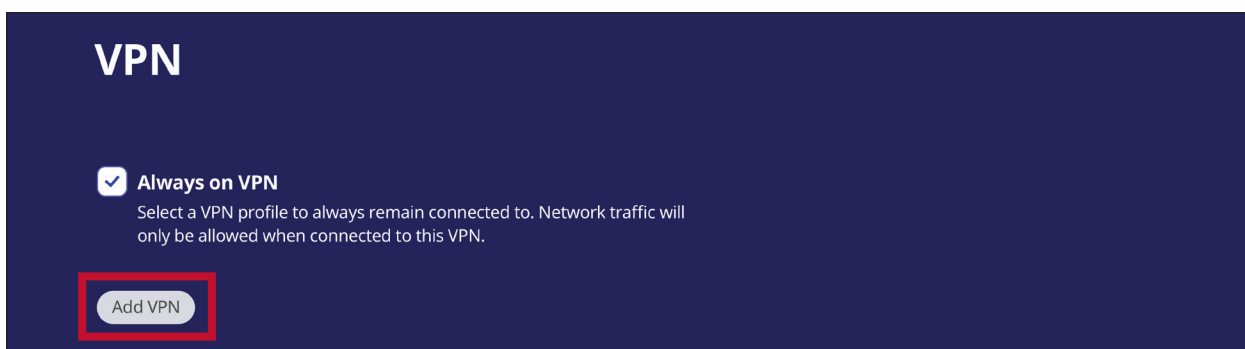 VPN
Always on VPN
Select a VPN profile to always remain connected to. Network traffic will
only be allowed when connected to this VPN.
Add VPN